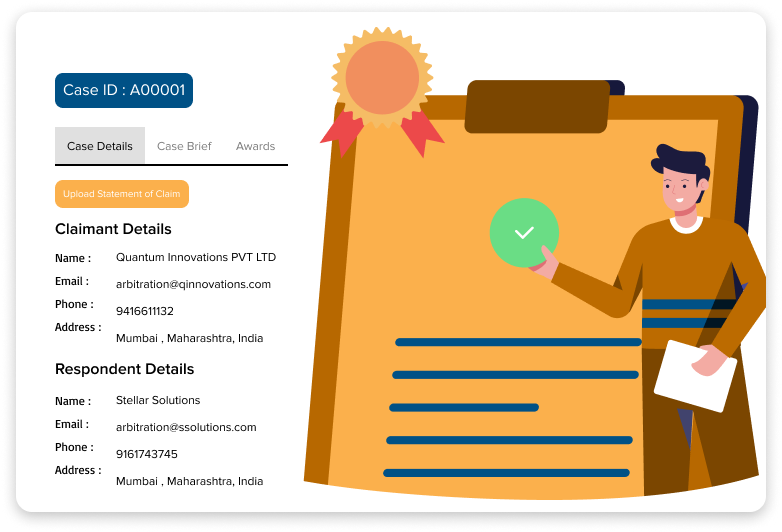 Case ID : A00001
Case Details Case Brief Awards
Upload Statement of Claim
Claimant Details
Name : Quantum Innovations PVT LTD
Email : arbitration@qinnovations.com
Phone : 9416611132
Address : Mumbai , Maharashtra, India
Respondent Details
Name : Stellar Solutions
Email : arbitration@ssolutions.com
Phone : 9161743745
Address : Mumbai , Maharashtra, India